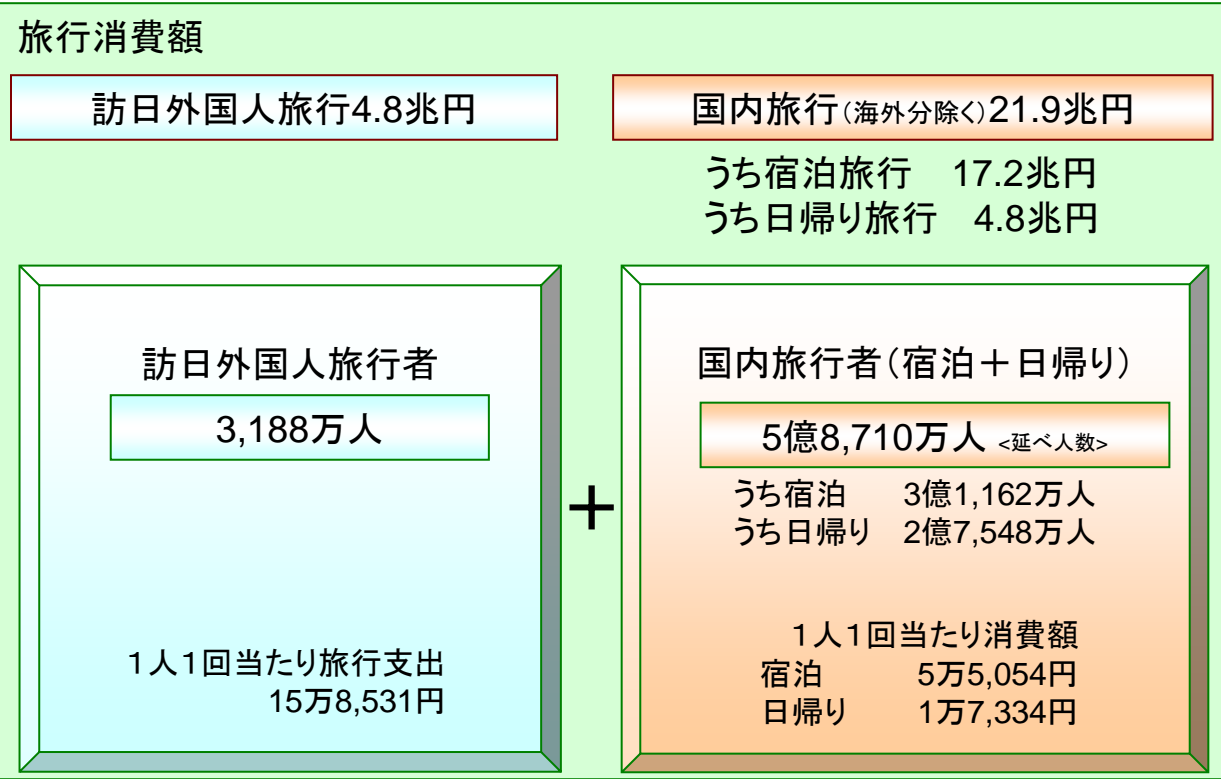 旅行消費額
訪日外国人旅行4.8兆円
国内旅行(海外分除く)21.9兆円
うち宿泊旅行　17.2兆円
うち日帰り旅行　4.8兆円
訪日外国人旅行者
3,188万人
1人1回当たり旅行支出
15万8,531円
＋
国内旅行者(宿泊＋日帰り)
5億8,710万人 <延べ人数>
うち宿泊　3億1,162万人
うち日帰り　2億7,548万人
1人1回当たり消費額
宿泊　5万5,054円
日帰り　1万7,334円